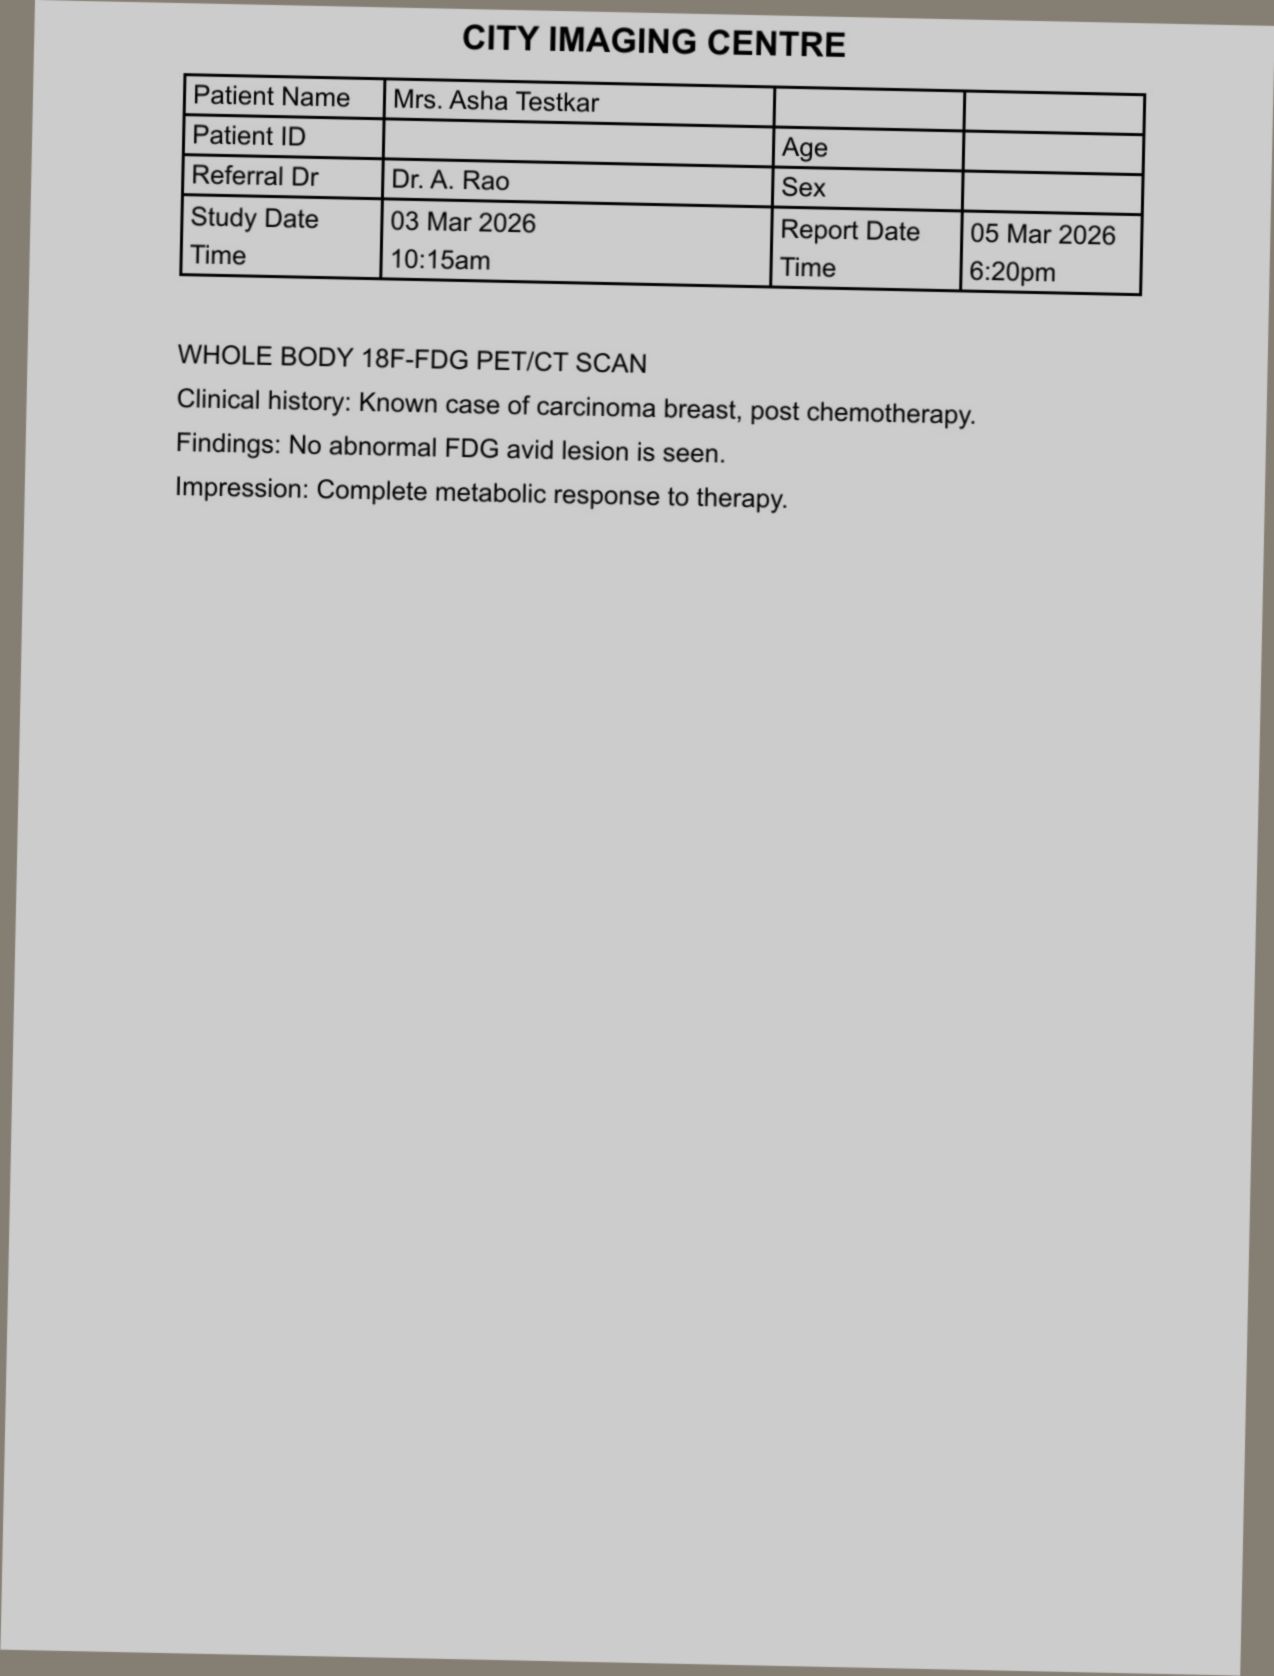 CITY IMAGING CENTRE
Patient Name Mrs. Asha Testkar
Patient ID Age
Referral Dr Dr. A. Rao Sex
Study Date 03 Mar 2026 Report Date 05 Mar 2026
Time 10:15am Time 6:20pm
WHOLE BODY 18F-FDG PET/CT SCAN
Clinical history: Known case of carcinoma breast, post chemotherapy.
Findings: No abnormal FDG avid lesion is seen.
Impression: Complete metabolic response to therapy.